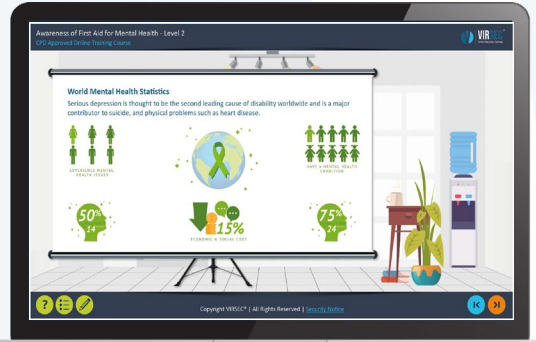 Awareness of First Aid for Mental Health - Level 2
CPD Approved Online Training Course
VIRSEC
World Mental Health Statistics
Serious depression is thought to be the second leading cause of disability worldwide and is a major
contributor to suicide, and physical problems such as heart disease.
EXPERIENCE MENTAL
HEALTH ISSUES
HAVE A MENTAL HEALTH
CONDITION
50%
14
15%
ECONOMIC & SOCIAL COST
75%
24
?
Copyright VIRSEC® | All Rights Reserved | Security Notice